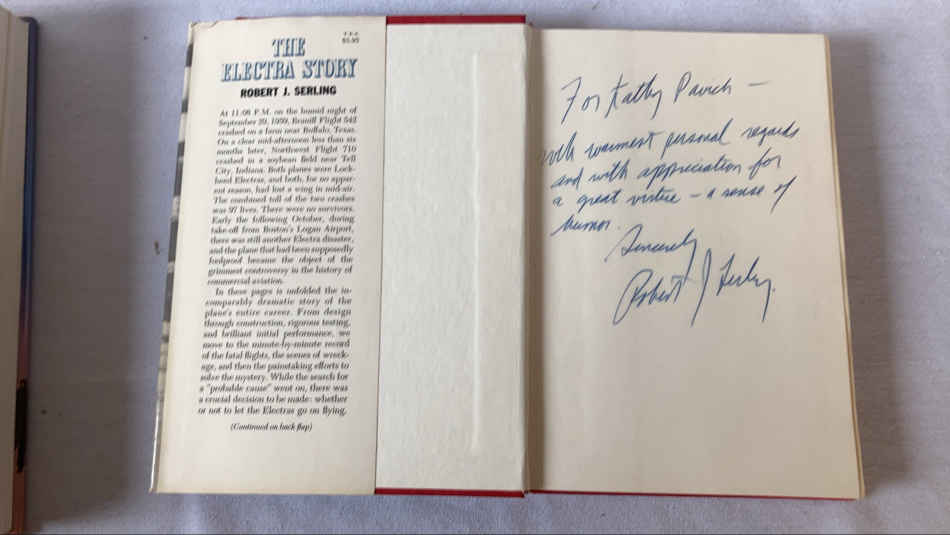 THE
ELECTRA STORY
ROBERT J. SERLING
At 11:08 P.M. on the humid night of
September 29, 1959, Braniff Flight 542
crashed on a farm near Buffalo, Texas.
On a clear mid-afternoon less than six
months later, Northwest Flight 710
crashed in a soybean field near Tell
City, Indiana. Both planes were Lock-
heed Electras, and both, for no appar-
ent reason, had lost a wing in mid-air.
The combined toll of the two crashes
was 97 lives. There were no survivors.
Early the following October, during
take-off from Boston's Logan Airport,
there was still another Electra disaster,
and the plane that had been supposedly
foolproof became the object of the
grimmest controversy in the history of
commercial aviation.
In these pages is unfolded the in-
comparably dramatic story of the
plane's entire career. From design
through construction, rigorous testing,
and brilliant initial performance, we
move to the minute-by-minute record
of the fatal flights, the scenes of wreck-
age, and then the painstaking efforts to
solve the mystery. While the search for
a "probable cause" went on, there was
a crucial decision to be made: whether
or not to let the Electras go on flying.
(Continued on back flap)
For Kathy
with warmest personal regards
and with appreciation for
a great virtue – a sense of
humor.
Sincerely
Robert J Serling